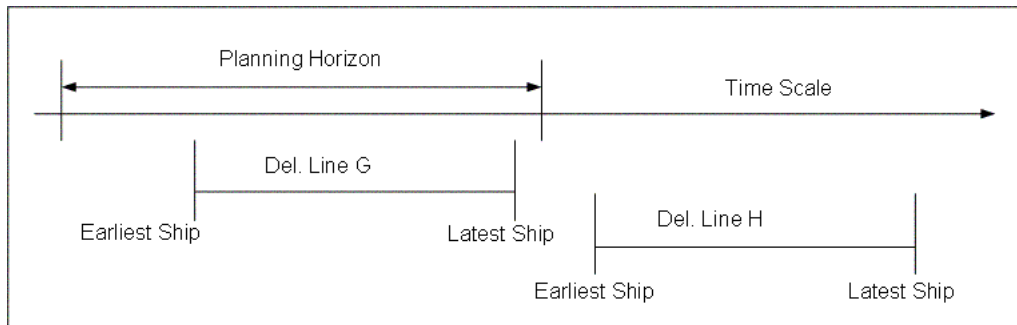 Planning Horizon
Time Scale
Del. Line G
Earliest Ship
Latest Ship
Del. Line H
Earliest Ship
Latest Ship